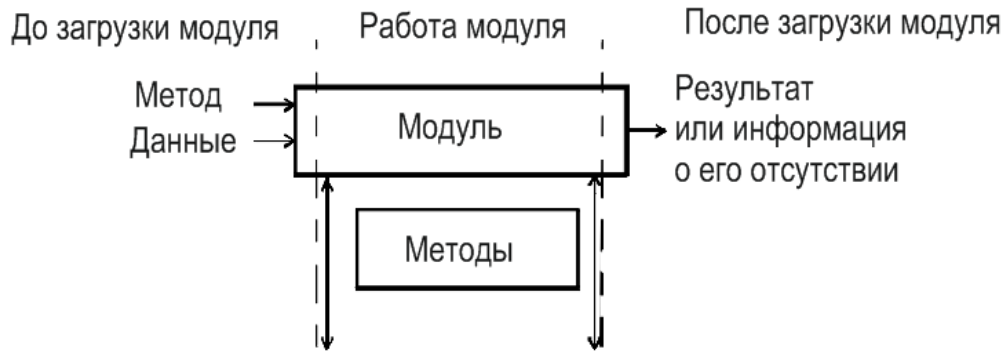 До загрузки модуля
Работа модуля
После загрузки модуля
Метод
Данные
Модуль
Результат
или информация
о его отсутствии
Методы